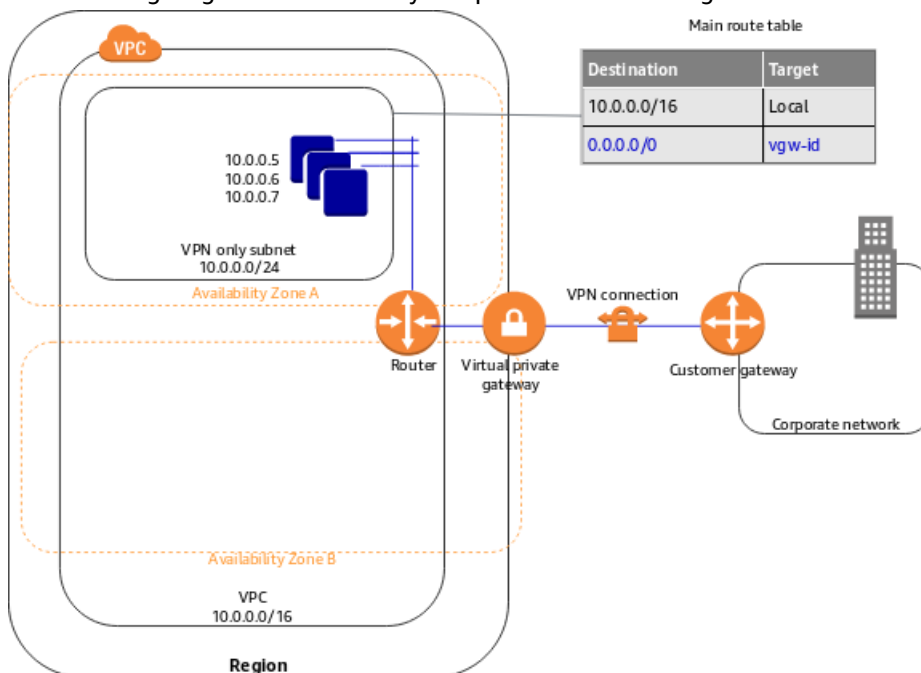 Main route table
VPC
Destination Target
10.0.0.0/16 Local
0.0.0.0/0 vgw-id
10.0.0.5
10.0.0.6
10.0.0.7
VPN only subnet
10.0.0.0/24
Availability Zone A
VPN connection
Router
Virtual private
gateway
Customer gateway
Corporate network
Availability Zone B
VPC
10.0.0.0/16
Region